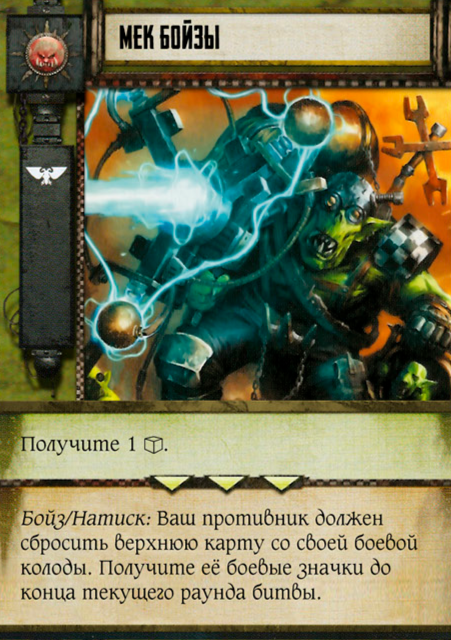 МЕК БОЙЗЫ
Получите 1 .
Бойз/Натиск: Ваш противник должен
сбросить верхнюю карту со своей боевой
колоды. Получите её боевые значки до
конца текущего раунда битвы.